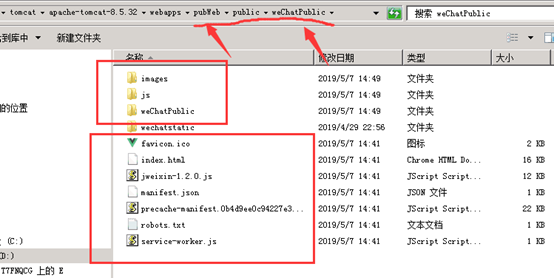 ▸ tomcat ▸ apache-tomcat-8.5.32 ▸ webapps ▸ pubWeb ▸ public ▸ weChatPublic ▸
搜索 weChatPublic
到库中 ▼ 新建文件夹
名称 修改日期 类型 大小
images 2019/5/7 14:49 文件夹
js 2019/5/7 14:49 文件夹
的位置
weChatPublic 2019/5/7 14:49 文件夹
wechatstatic 2019/4/29 22:56 文件夹
favicon.ico 2019/5/7 14:41 图标 2 KB
index.html 2019/5/7 14:41 Chrome HTML Do... 2 KB
jweixin-1.2.0.js 2019/5/7 14:41 JScript Script... 12 KB
manifest.json 2019/5/7 14:41 JSON 文件 1 KB
precache-manifest.0b4d9ee0c94227e3... 2019/5/7 14:41 JScript Script... 22 KB
robots.txt 2019/5/7 14:41 文本文档 1 KB
(C:)
service-worker.js 2019/5/7 14:41 JScript Script... 2 KB
D:)
T7FNQCG 上的 E